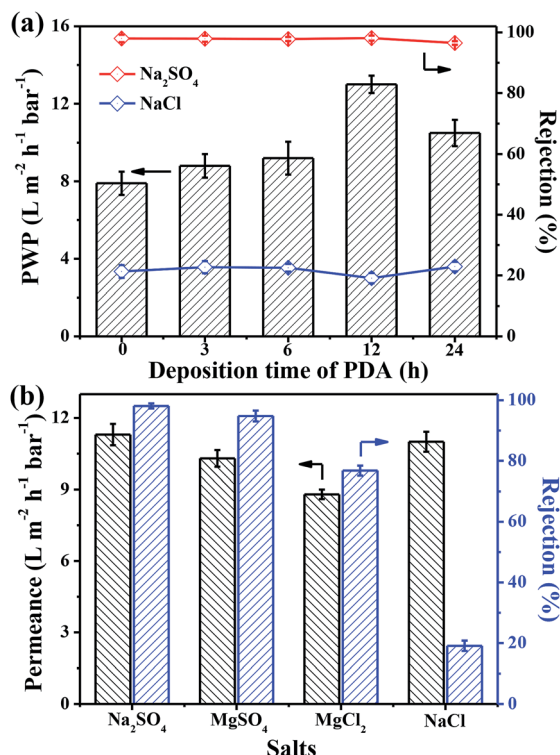 (a)
16
12
8
4
0
PWP (L m⁻² h⁻¹ bar⁻¹)
Na₂SO₄
NaCl
100
80
60
40
20
0
Rejection (%)
0 3 6 12 24
Deposition time of PDA (h)
(b)
12
9
6
3
0
Permeance (L m⁻² h⁻¹ bar⁻¹)
100
80
60
40
20
0
Rejection (%)
Na₂SO₄ MgSO₄ MgCl₂ NaCl
Salts